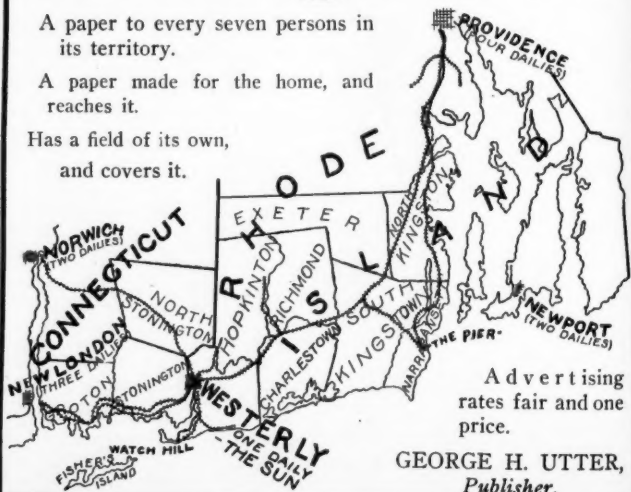 A paper to every seven persons in
its territory.
A paper made for the home, and
reaches it.
Has a field of its own,
and covers it.
PROVIDENCE
(FOUR DAILIES)
RHODE
ISLAND
EXETER
NORTH
KINGSTON
NORWICH
(TWO DAILIES)
CONNECTICUT
NORTH
STONINGTON
HOPKINTON
RICHMOND
SOUTH
KINGSTOWN
CHARLESTOWN
NEW LONDON
(THREE DAILIES)
GROTON
STONINGTON
WESTERLY
ONE DAILY
-THE SUN
THE PIER-
NEWPORT
(TWO DAILIES)
WATCH HILL
FISHER'S
ISLAND
Advertising
rates fair and one
price.
GEORGE H. UTTER,
Publisher.